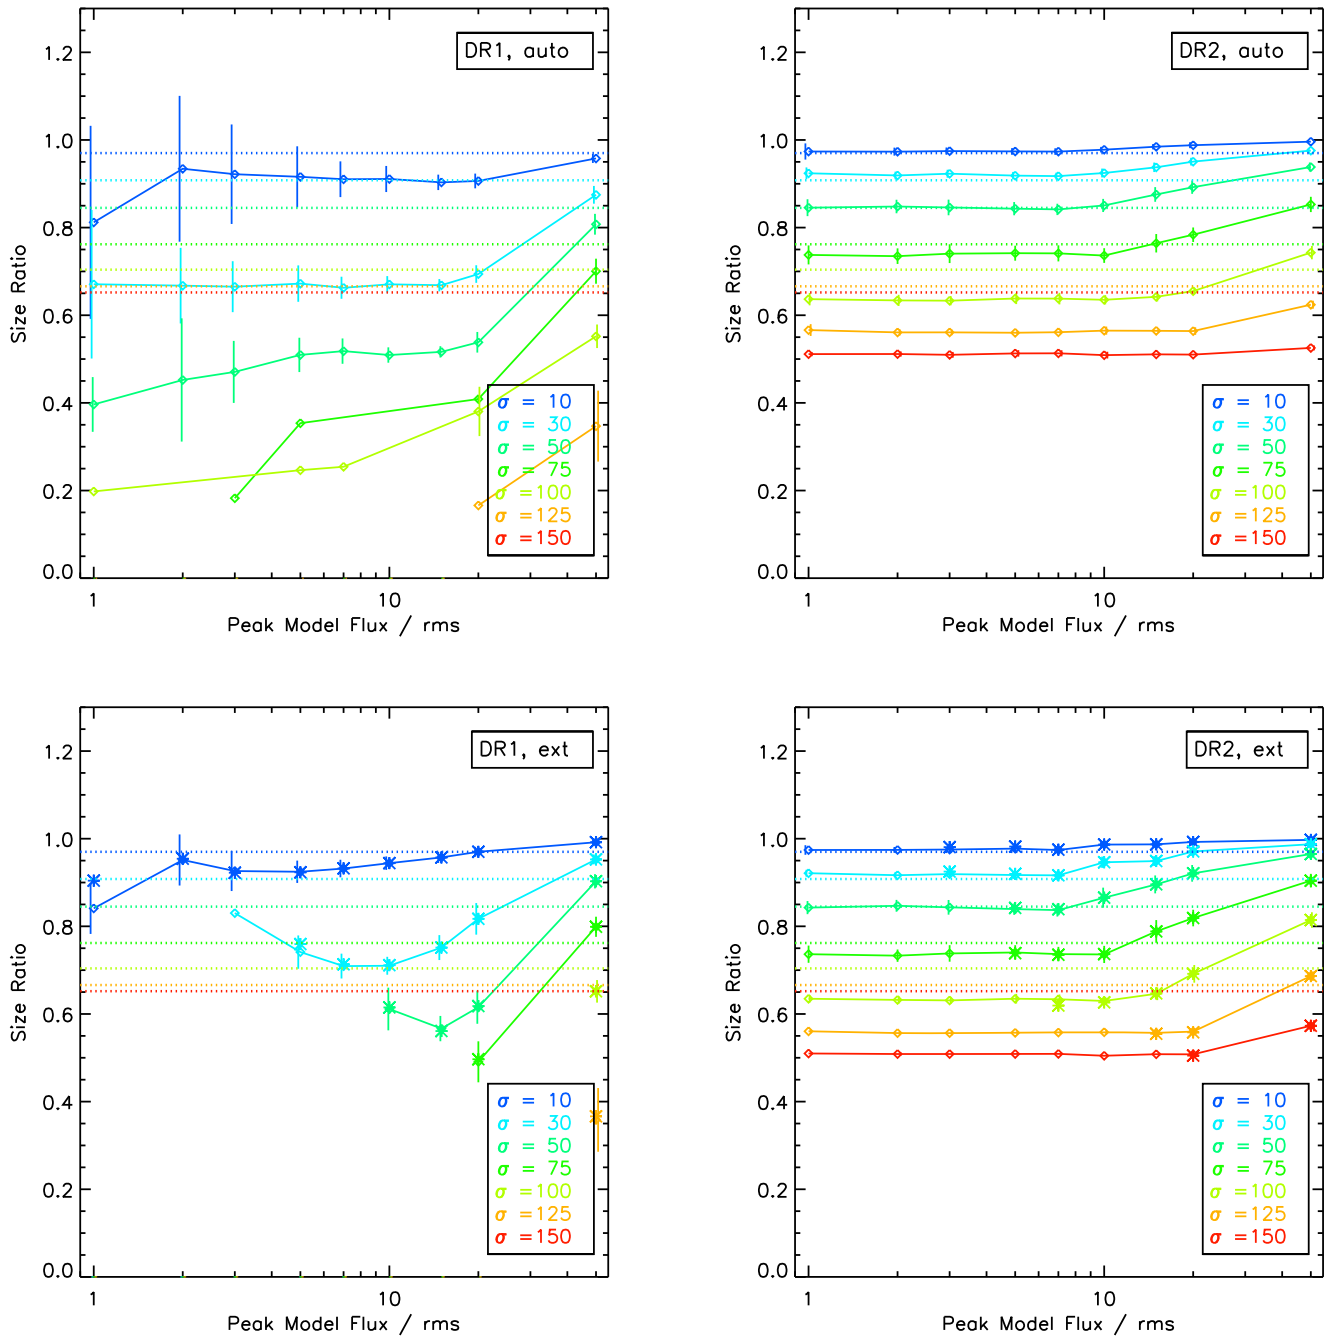 DR1, auto
1.2
1.0
0.8
0.6
0.4
0.2
0.0
Size Ratio
σ = 10
σ = 30
σ = 50
σ = 75
σ =100
σ =125
σ =150
1 10
Peak Model Flux / rms
DR2, auto
1.2
1.0
0.8
0.6
0.4
0.2
0.0
Size Ratio
σ = 10
σ = 30
σ = 50
σ = 75
σ =100
σ =125
σ =150
1 10
Peak Model Flux / rms
DR1, ext
1.2
1.0
0.8
0.6
0.4
0.2
0.0
Size Ratio
σ = 10
σ = 30
σ = 50
σ = 75
σ =100
σ =125
σ =150
1 10
Peak Model Flux / rms
DR2, ext
1.2
1.0
0.8
0.6
0.4
0.2
0.0
Size Ratio
σ = 10
σ = 30
σ = 50
σ = 75
σ =100
σ =125
σ =150
1 10
Peak Model Flux / rms